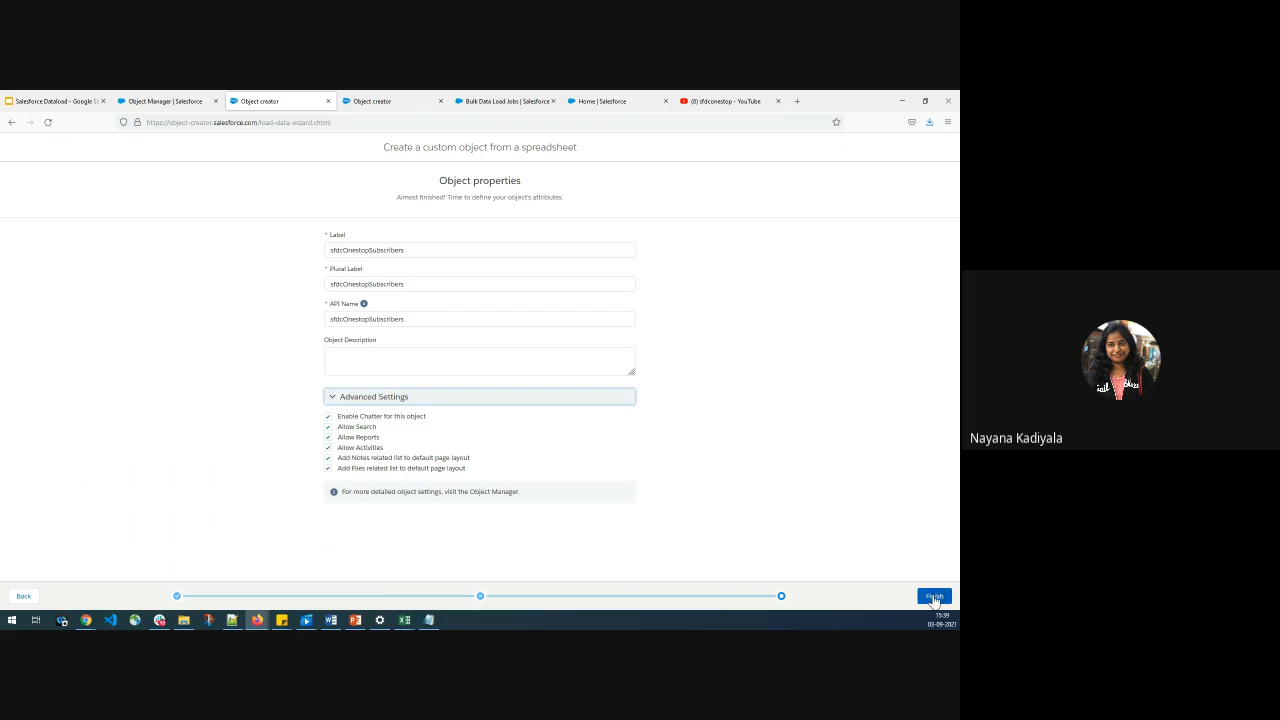 Salesforce Dataload - Google Sl
Object Manager | Salesforce
Object creator
Object creator
Bulk Data Load Jobs | Salesforce
Home | Salesforce
(8) sfdconestop - YouTube
https://object-creator.salesforce.com/load-data-wizard.xhtml
Create a custom object from a spreadsheet
Object properties
Almost finished! Time to define your object's attributes.
* Label
sfdcOnestopSubscribers
* Plural Label
sfdcOnestopSubscribers
* API Name
sfdcOnestopSubscribers
Object Description
Advanced Settings
Enable Chatter for this object
Allow Search
Allow Reports
Allow Activities
Add Notes related list to default page layout
Add Files related list to default page layout
For more detailed object settings, visit the Object Manager.
Back
Finish
15:39
03-09-2021
Nayana Kadiyala